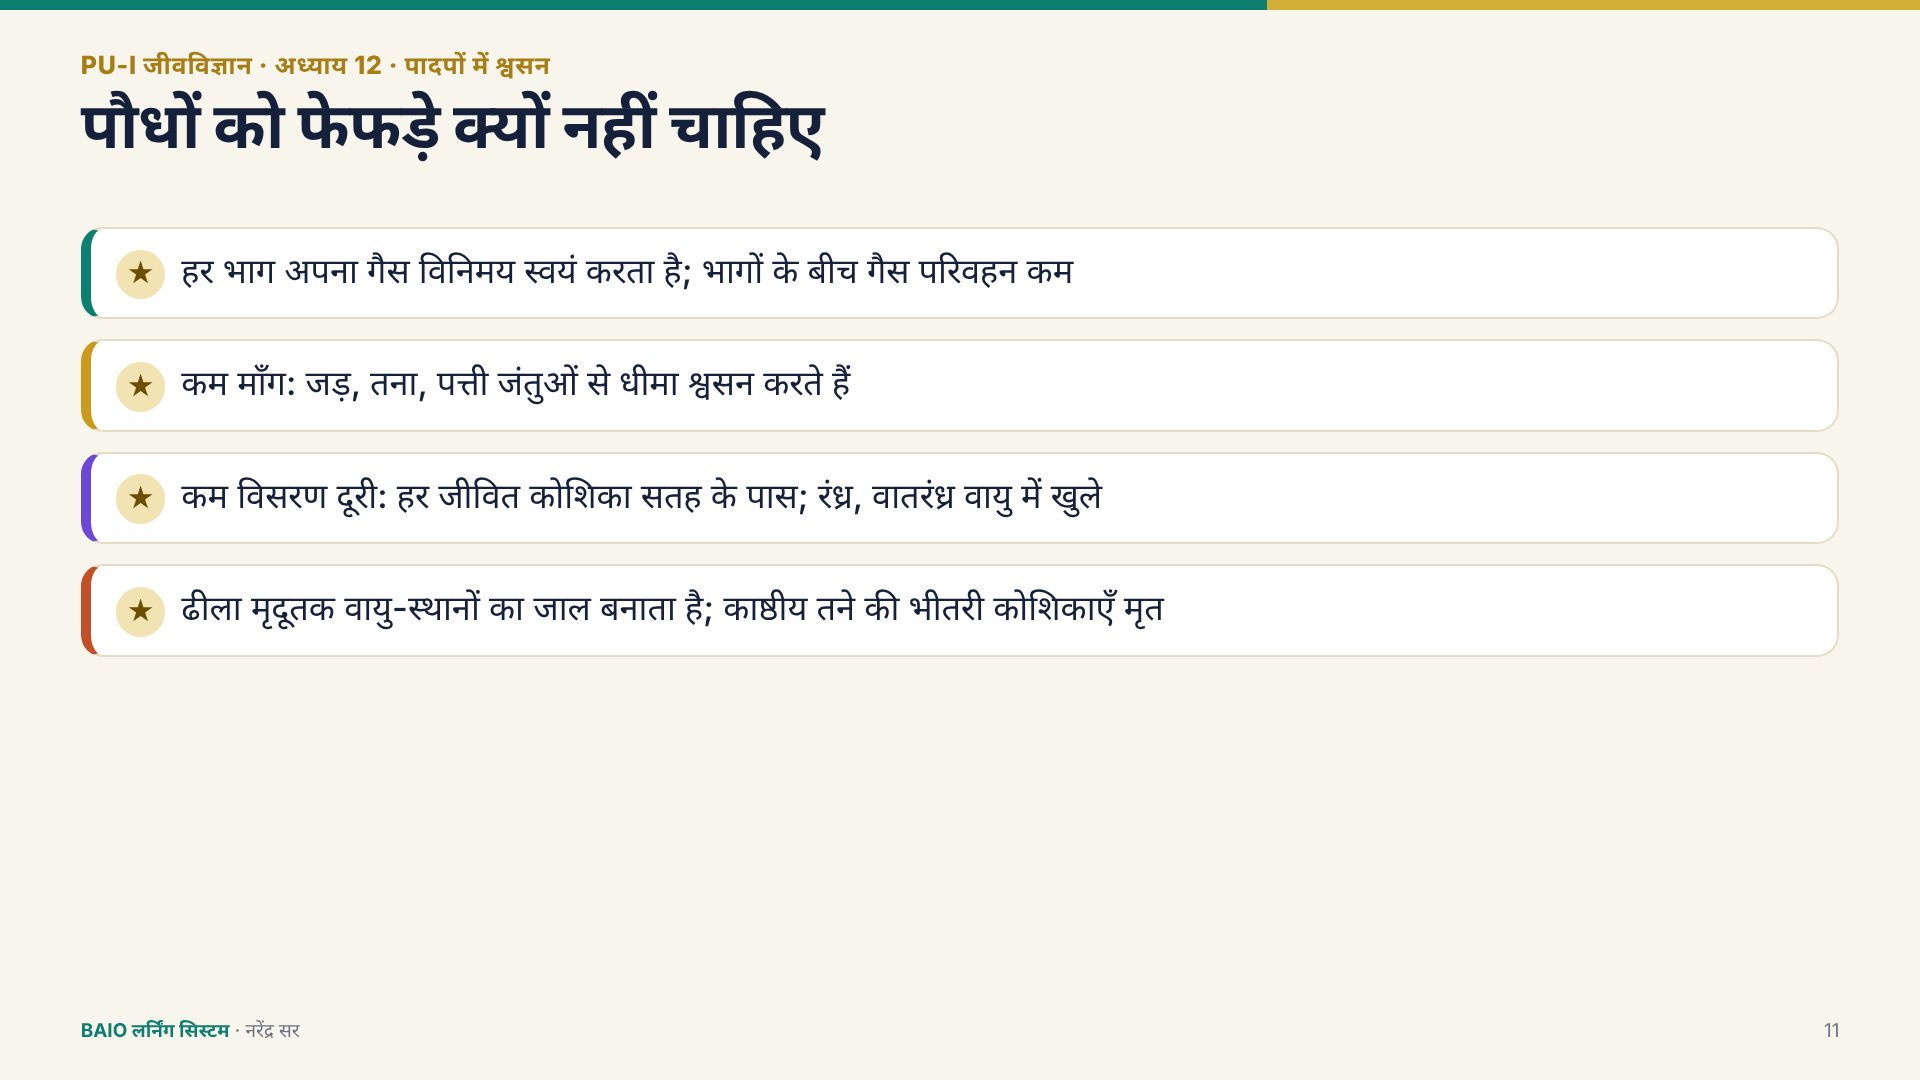 PU-I जीवविज्ञान · अध्याय 12 · पादपों में श्वसन
पौधों को फेफड़े क्यों नहीं चाहिए
★ हर भाग अपना गैस विनिमय स्वयं करता है; भागों के बीच गैस परिवहन कम
★ कम माँग: जड़, तना, पत्ती जंतुओं से धीमा श्वसन करते हैं
★ कम विसरण दूरी: हर जीवित कोशिका सतह के पास; रंध्र, वातरंध्र वायु में खुले
★ ढीला मृदूतक वायु-स्थानों का जाल बनाता है; काष्ठीय तने की भीतरी कोशिकाएँ मृत
BAIO लर्निंग सिस्टम · नरेंद्र सर
11